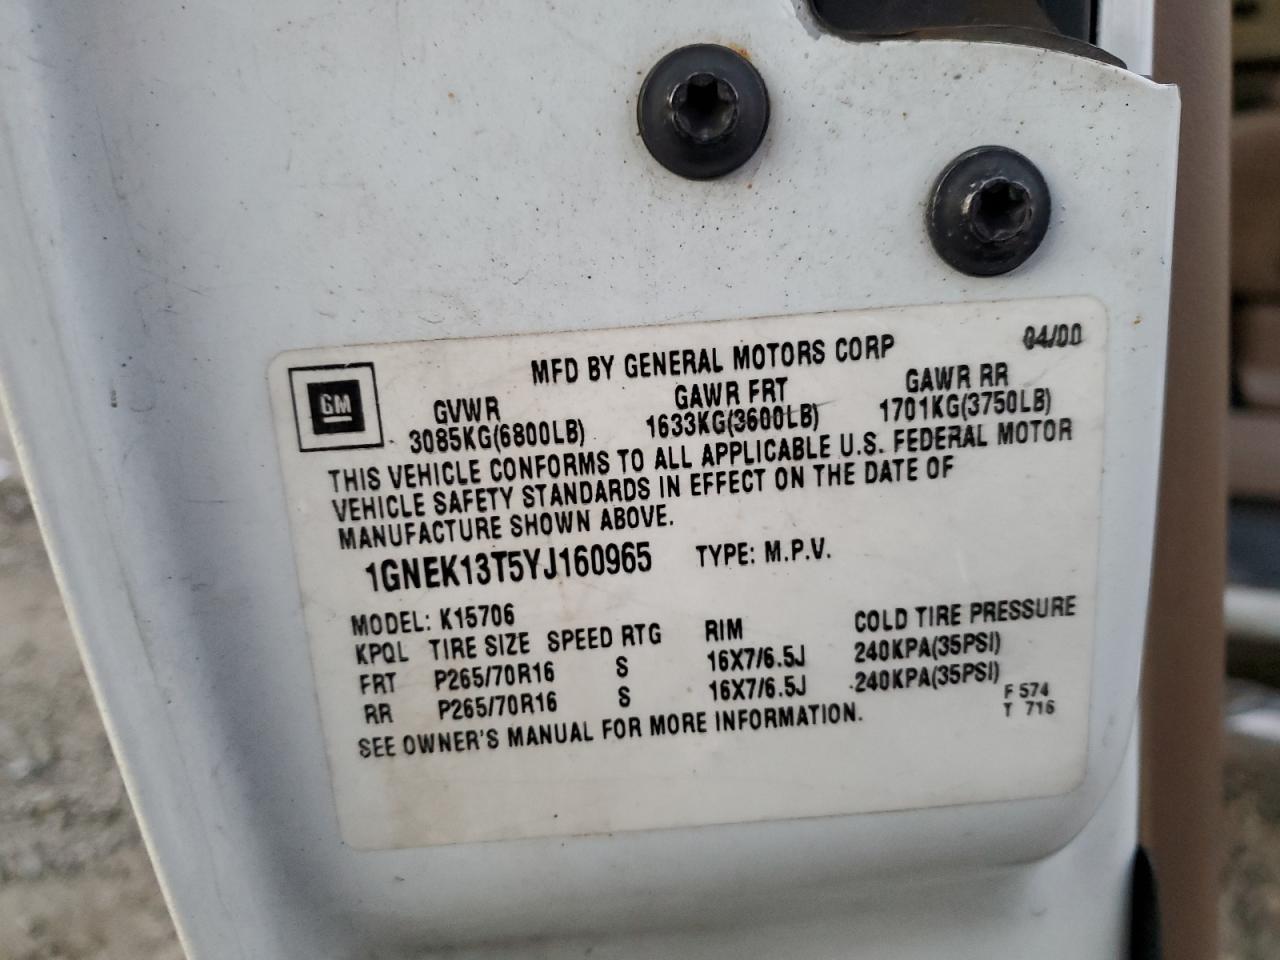 04/00
MFD BY GENERAL MOTORS CORP
GM
GVWR GAWR FRT GAWR RR
3085KG(6800LB) 1633KG(3600LB) 1701KG(3750LB)
THIS VEHICLE CONFORMS TO ALL APPLICABLE U.S. FEDERAL MOTOR
VEHICLE SAFETY STANDARDS IN EFFECT ON THE DATE OF
MANUFACTURE SHOWN ABOVE.
1GNEK13T5YJ160965 TYPE: M.P.V.
MODEL: K15706
KPQL TIRE SIZE SPEED RTG RIM COLD TIRE PRESSURE
FRT P265/70R16 S 16X7/6.5J 240KPA(35PSI)
RR P265/70R16 S 16X7/6.5J 240KPA(35PSI)
SEE OWNER'S MANUAL FOR MORE INFORMATION.
F 574
T 716